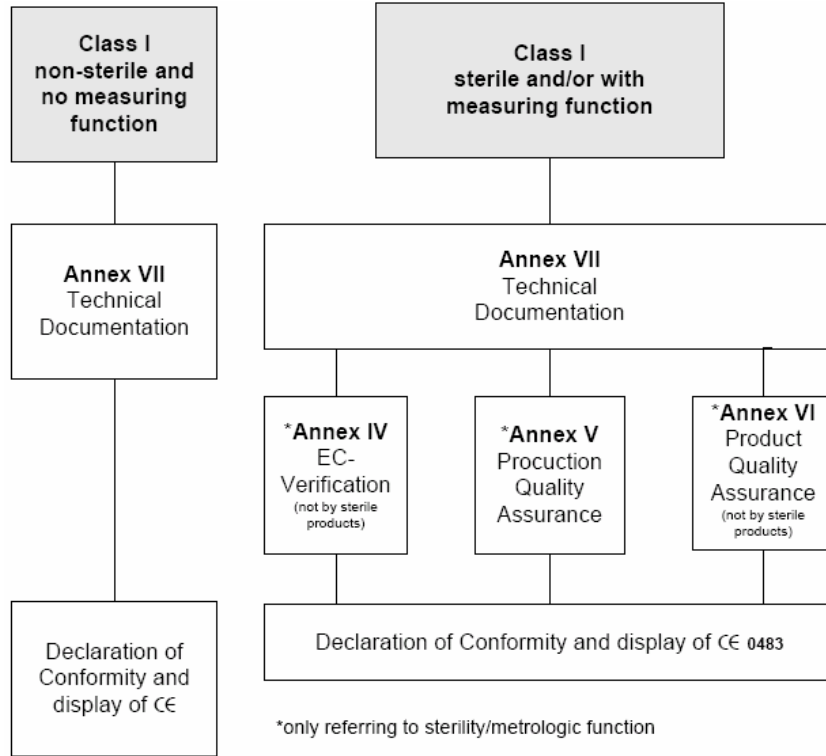 Class I
non-sterile and
no measuring
function
Class I
sterile and/or with
measuring function
Annex VII
Technical
Documentation
Annex VII
Technical
Documentation
*Annex IV
EC-
Verification
(not by sterile
products)
*Annex V
Procuction
Quality
Assurance
*Annex VI
Product
Quality
Assurance
(not by sterile
products)
Declaration of
Conformity and
display of CE
Declaration of Conformity and display of CE 0483
*only referring to sterility/metrologic function